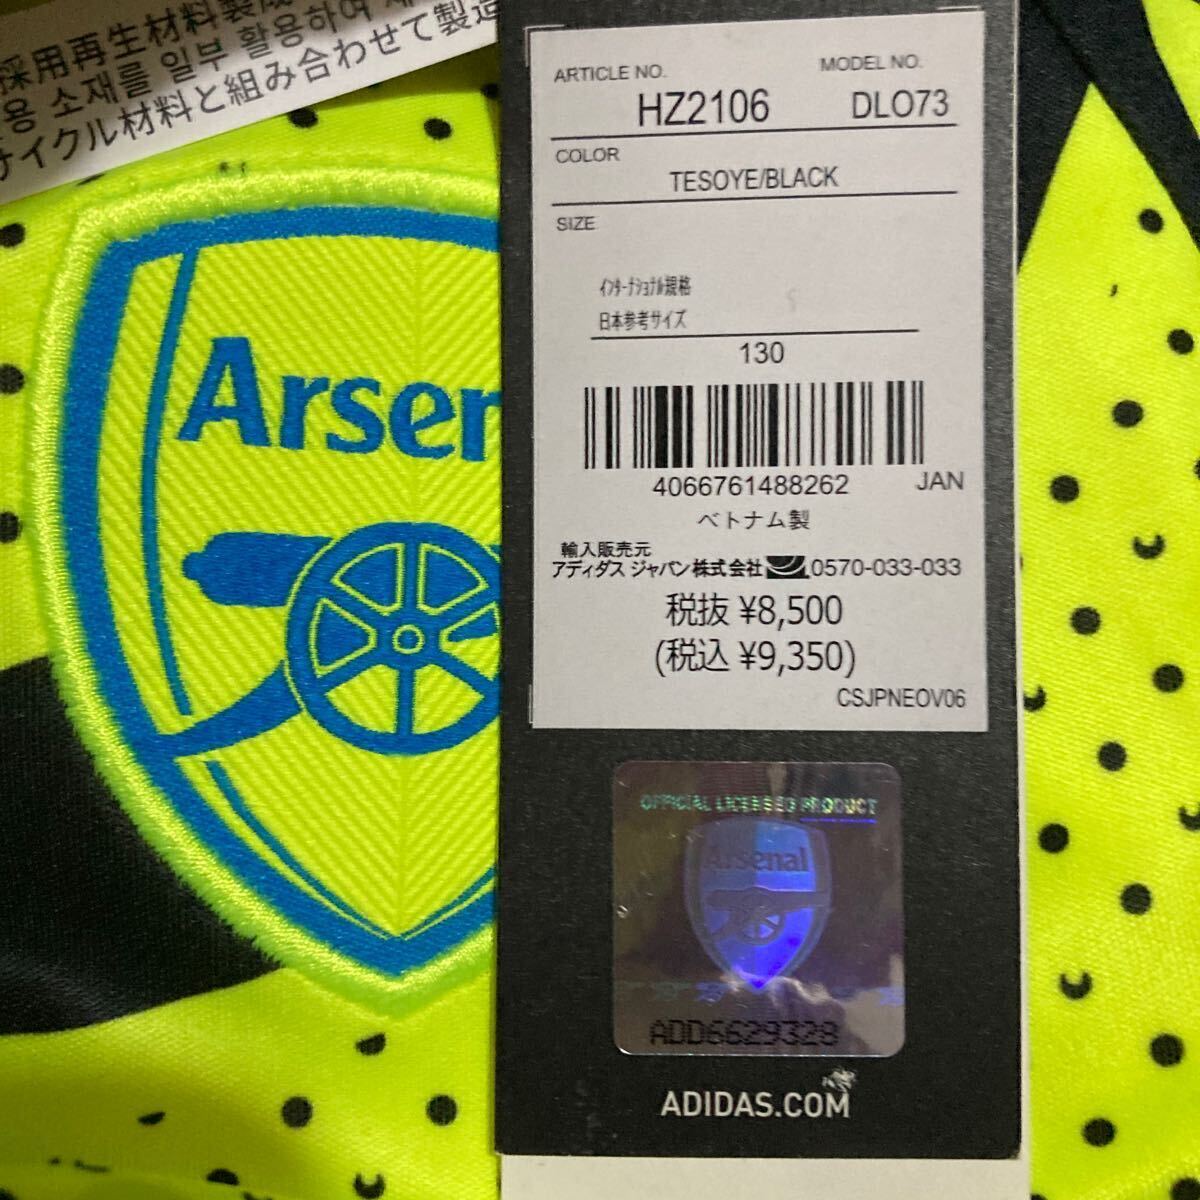 採用再生材料製成
용 소재를 일부 활용하여 제
サイクル材料と組み合わせて製造
Arsen
ARTICLE NO.
MODEL NO.
HZ2106
DLO73
COLOR
TESOYE/BLACK
SIZE
ｲﾝﾀｰﾅｼｮﾅﾙ規格
日本参考サイズ
130
4066761488262
JAN
ベトナム製
輸入販売元
アディダス ジャパン株式会社
0570-033-033
税抜 ¥8,500
(税込 ¥9,350)
CSJPNEOV06
OFFICIAL LICENSED PRODUCT
Arsenal
ADD6629328
ADIDAS.COM